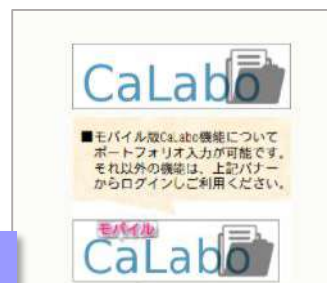 CaLabo
■モバイル版CaLabo機能について
ポートフォリオ入力が可能です。
それ以外の機能は、上記バナー
からログインしご利用ください。
モバイル
CaLabo